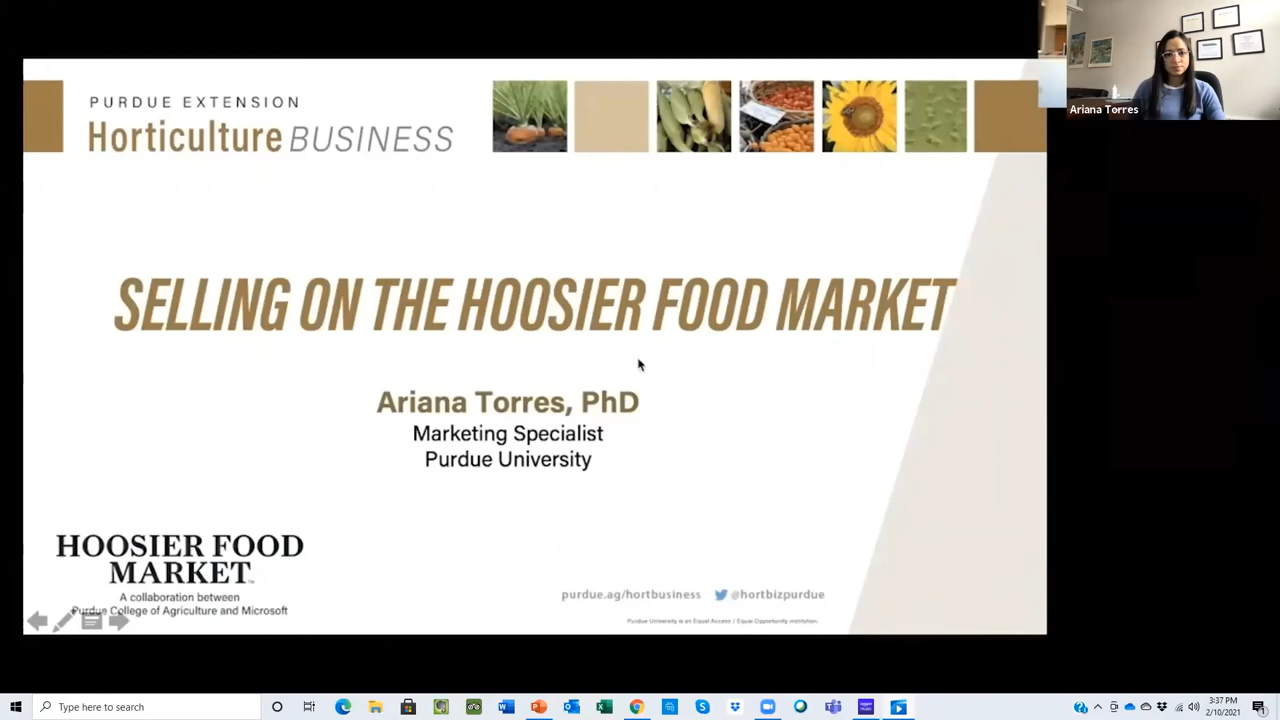 PURDUE EXTENSION
Horticulture BUSINESS
Ariana Torres
SELLING ON THE HOOSIER FOOD MARKET
Ariana Torres, PhD
Marketing Specialist
Purdue University
HOOSIER FOOD
MARKET™
A collaboration between
Purdue College of Agriculture and Microsoft
purdue.ag/hortbusiness @hortbizpurdue
Purdue University is an Equal Access / Equal Opportunity institution.
Type here to search
3:37 PM
2/10/2021